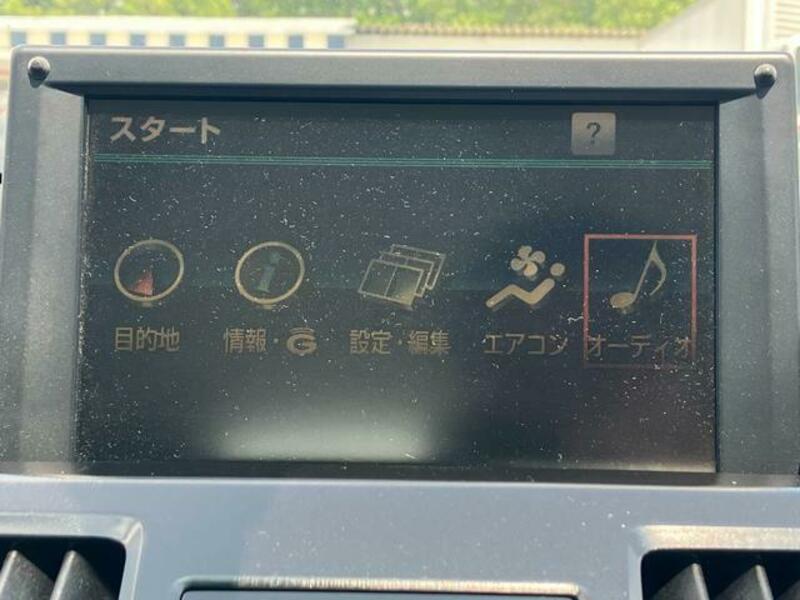 スタート
?
目的地
情報・G
設定・編集
エアコン
オーディオ